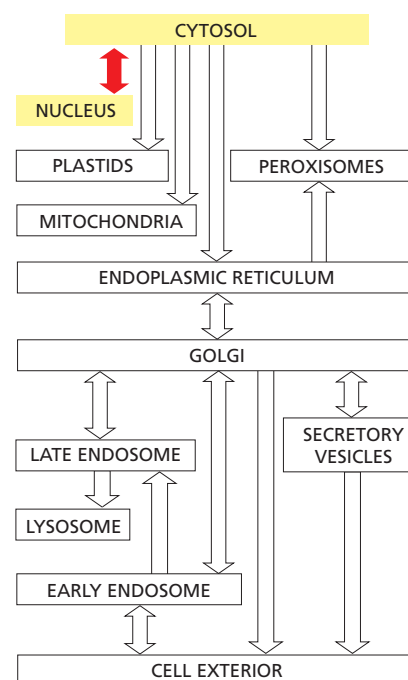 CYTOSOL
NUCLEUS
PLASTIDS
PEROXISOMES
MITOCHONDRIA
ENDOPLASMIC RETICULUM
GOLGI
LATE ENDOSOME
SECRETORY
VESICLES
LYSOSOME
EARLY ENDOSOME
CELL EXTERIOR